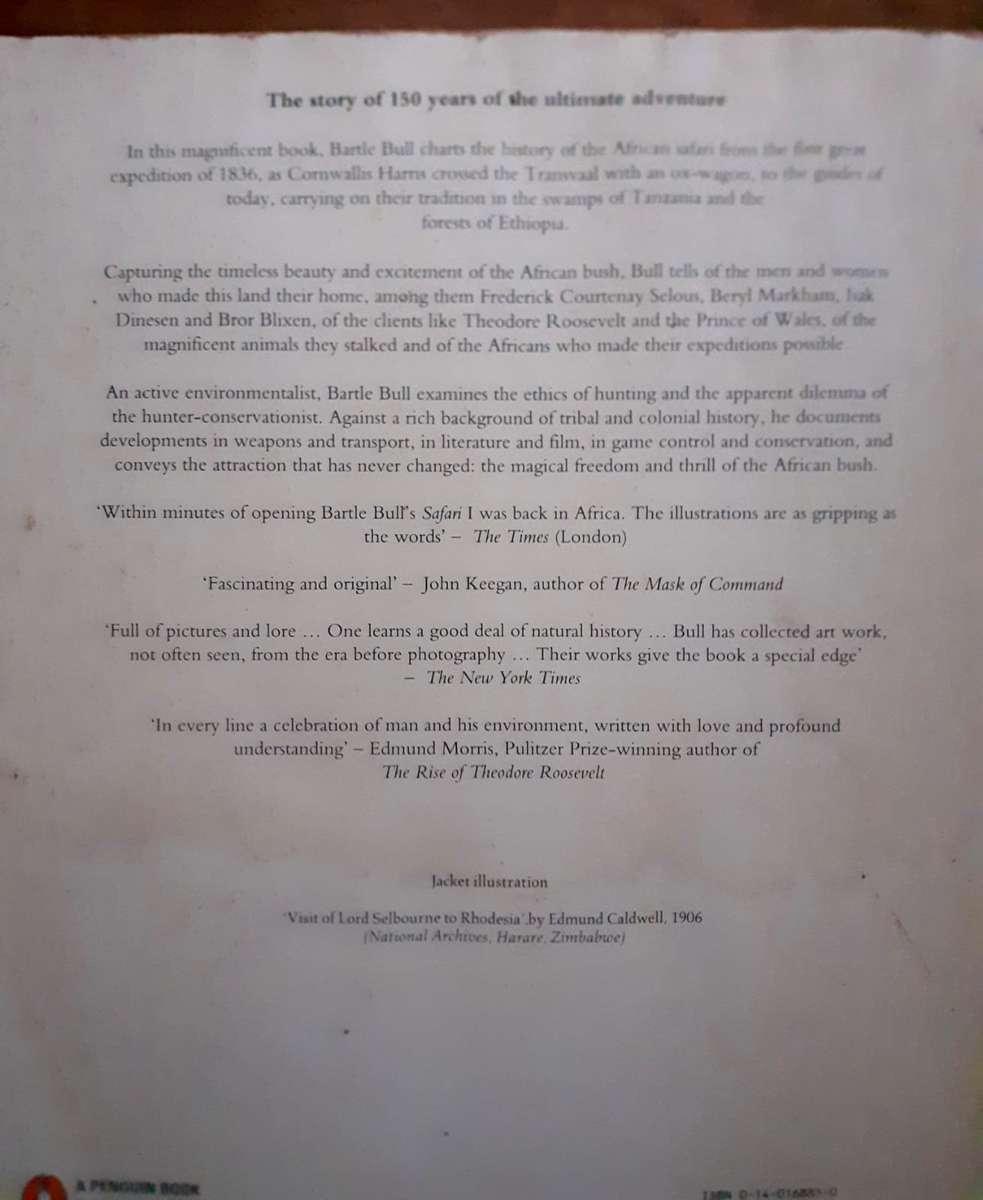 The story of 150 years of the ultimate adventure
In this magnificent book, Bartle Bull charts the history of the African safari from the first great
expedition of 1836, as Cornwallis Harris crossed the Transvaal with an ox-wagon, to the guides of
today, carrying on their tradition in the swamps of Tanzania and the
forests of Ethiopia.
Capturing the timeless beauty and excitement of the African bush, Bull tells of the men and women
who made this land their home, among them Frederick Courtenay Selous, Beryl Markham, Isak
Dinesen and Bror Blixen, of the clients like Theodore Roosevelt and the Prince of Wales, of the
magnificent animals they stalked and of the Africans who made their expeditions possible
An active environmentalist, Bartle Bull examines the ethics of hunting and the apparent dilemma of
the hunter-conservationist. Against a rich background of tribal and colonial history, he documents
developments in weapons and transport, in literature and film, in game control and conservation, and
conveys the attraction that has never changed: the magical freedom and thrill of the African bush.
‘Within minutes of opening Bartle Bull's Safari I was back in Africa. The illustrations are as gripping as
the words’ – The Times (London)
‘Fascinating and original’ – John Keegan, author of The Mask of Command
‘Full of pictures and lore … One learns a good deal of natural history … Bull has collected art work,
not often seen, from the era before photography … Their works give the book a special edge’
– The New York Times
‘In every line a celebration of man and his environment, written with love and profound
understanding’ – Edmund Morris, Pulitzer Prize-winning author of
The Rise of Theodore Roosevelt
Jacket illustration
‘Visit of Lord Selbourne to Rhodesia’ by Edmund Caldwell, 1906
(National Archives, Harare, Zimbabwe)
A PENGUIN BOOK
ISBN